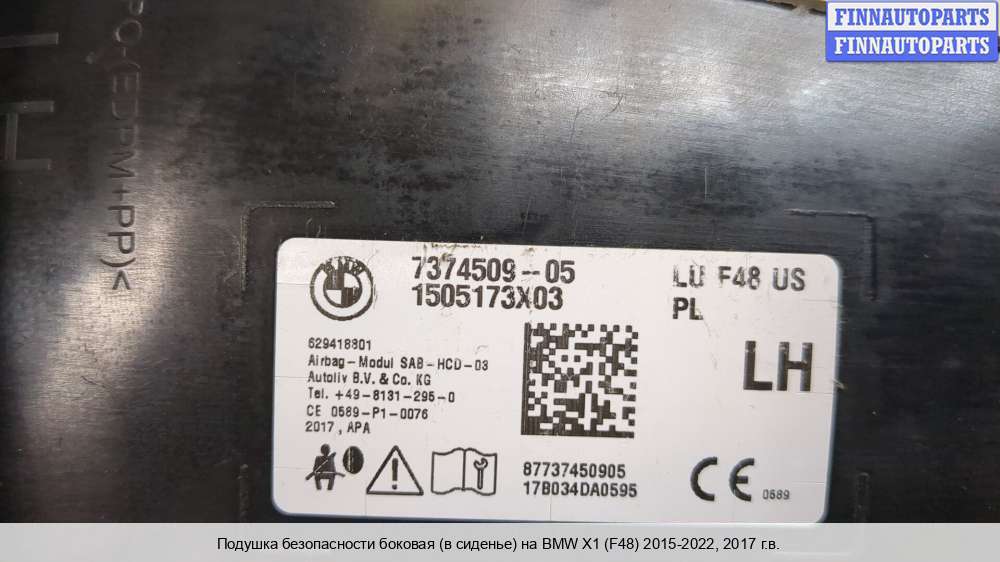 FINNAUTOPARTS
FINNAUTOPARTS
(EDPM+PP)<
LH
BMW
7374509-05
1505173X03
LU F48 US
PL
LH
629418801
Airbag-Modul SAB-HCD-03
Autoliv B.V. & Co. KG
Tel. +49-8131-295-0
CE 0589-P1-0076
2017, APA
87737450905
17B034DA0595
CE 0589
Подушка безопасности боковая (в сиденье) на BMW X1 (F48) 2015-2022, 2017 г.в.